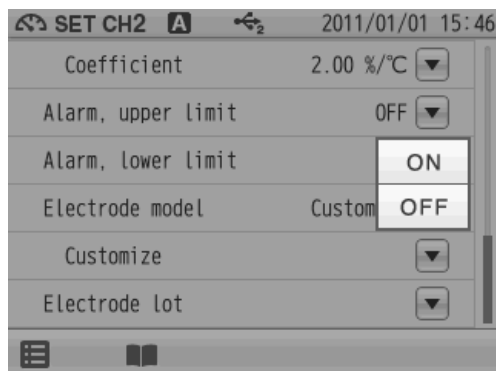 SET CH2 A 2 2011/01/01 15:46
Coefficient 2.00 %/℃
Alarm, upper limit OFF
Alarm, lower limit ON
Electrode model Custom OFF
Customize
Electrode lot